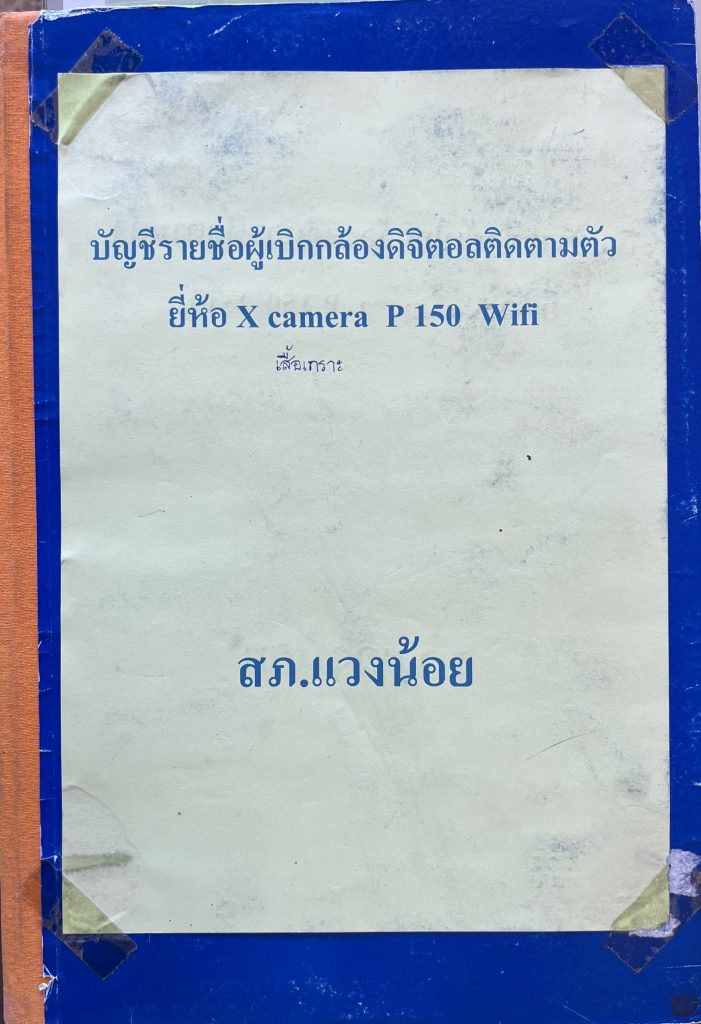 บัญชีรายชื่อผู้เบิกกล้องดิจิตอลติดตามตัว
ยี่ห้อ X camera P 150 Wifi
เสื้อเกราะ
สภ.แวงน้อย